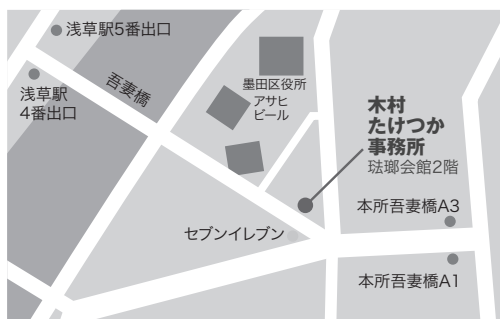 浅草駅5番出口
浅草駅
4番出口
吾妻橋
墨田区役所
アサヒ
ビール
木村
たけつか
事務所
琺瑯会館2階
セブンイレブン
本所吾妻橋A3
本所吾妻橋A1